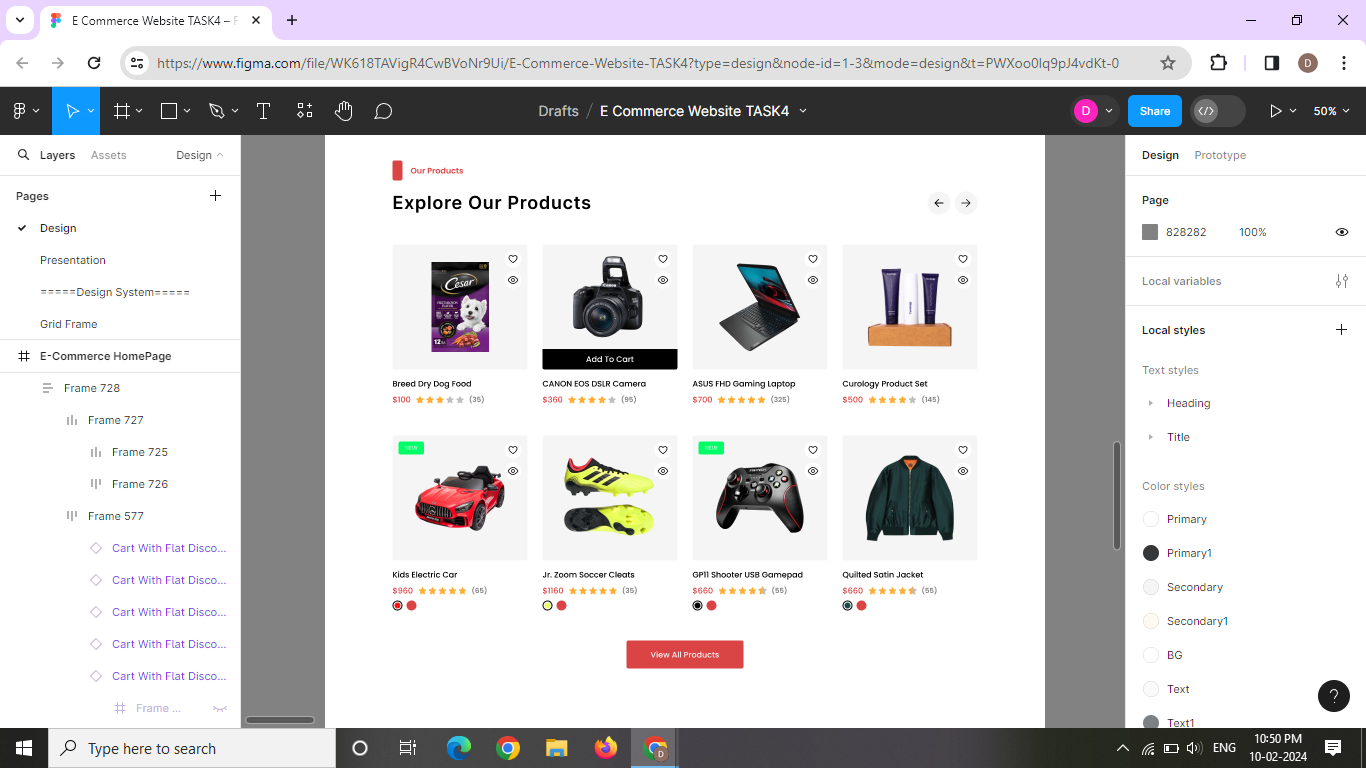 E Commerce Website TASK4 – F
https://www.figma.com/file/WK618TAVigR4CwBVoNr9Ui/E-Commerce-Website-TASK4?type=design&node-id=1-3&mode=design&t=PWXoo0Iq9pJ4vdKt-0
D
Drafts / E Commerce Website TASK4
D
Share
50%
Layers
Assets
Design
Pages
Design
Presentation
=====Design System=====
Grid Frame
E-Commerce HomePage
Frame 728
Frame 727
Frame 725
Frame 726
Frame 577
Cart With Flat Disco...
Cart With Flat Disco...
Cart With Flat Disco...
Cart With Flat Disco...
Cart With Flat Disco...
Frame ...
Our Products
Explore Our Products
Cesar
Canon
Add To Cart
Breed Dry Dog Food
$100 (35)
CANON EOS DSLR Camera
$360 (95)
ASUS FHD Gaming Laptop
$700 (325)
Curology Product Set
$500 (145)
NEW
NEW
Kids Electric Car
$960 (65)
Jr. Zoom Soccer Cleats
$1160 (35)
GP11 Shooter USB Gamepad
$660 (55)
Quilted Satin Jacket
$660 (55)
View All Products
Design
Prototype
Page
828282 100%
Local variables
Local styles
Text styles
Heading
Title
Color styles
Primary
Primary1
Secondary
Secondary1
BG
Text
Text1
?
Type here to search
D
ENG
10:50 PM
10-02-2024